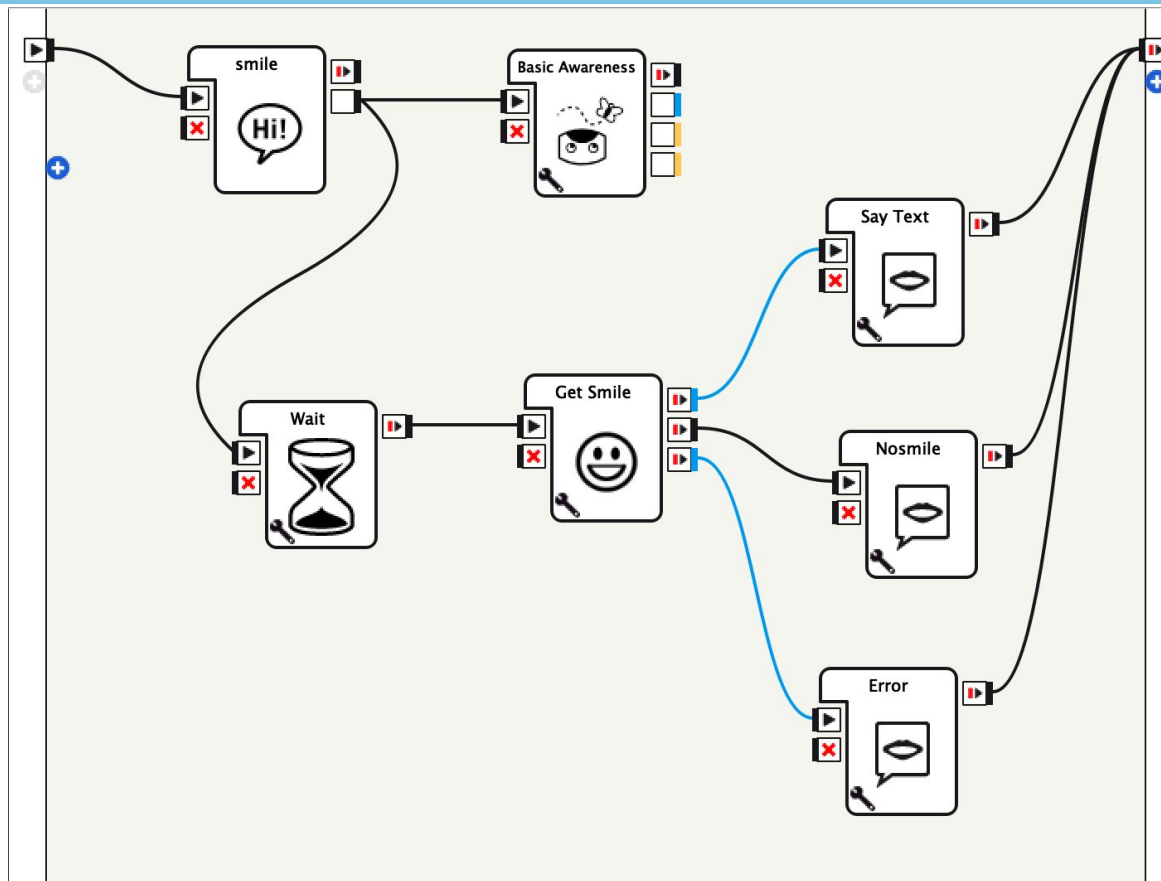 smile
Hi!
Basic Awareness
Say Text
Wait
Get Smile
Nosmile
Error